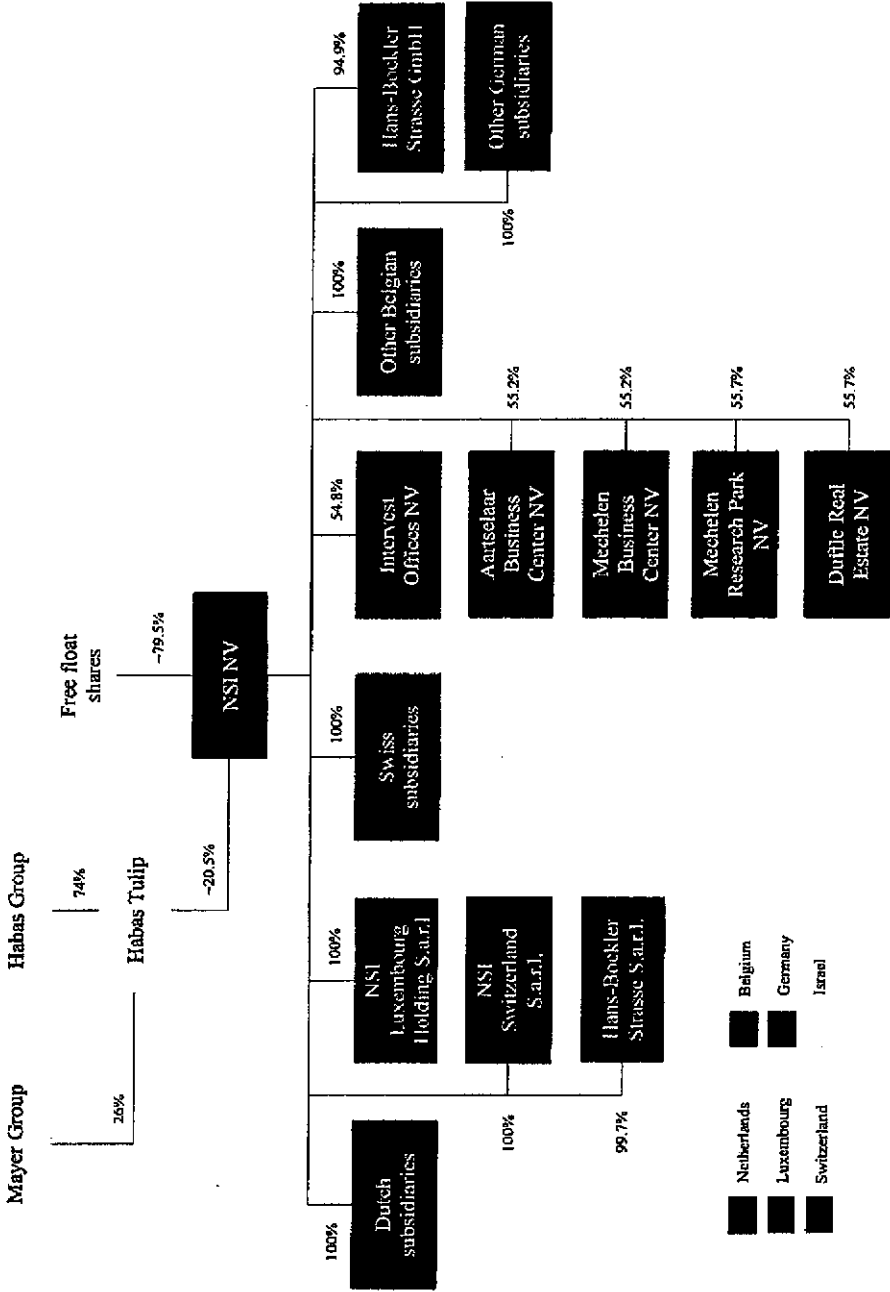 Mayer Group
Habas Group
26%
74%
Habas Tulip
Free float
shares
~20.5%
~79.5%
NSI NV
100%
Dutch
subsidiaries
100%
NSI
Luxembourg
Holding S.a.r.l
100%
NSI
Switzerland
S.a.r.l.
99.7%
Hans-Bockler
Strasse S.a.r.l.
100%
Swiss
subsidiaries
54.8%
Intervest
Offices NV
55.2%
Aartselaar
Business
Center NV
55.2%
Mechelen
Business
Center NV
55.7%
Mechelen
Research Park
NV
55.7%
Duffle Real
Estate NV
100%
Other Belgian
subsidiaries
94.9%
Hans-Bockler
Strasse GmbH
100%
Other German
subsidiaries
Netherlands
Luxembourg
Switzerland
Belgium
Germany
Israel